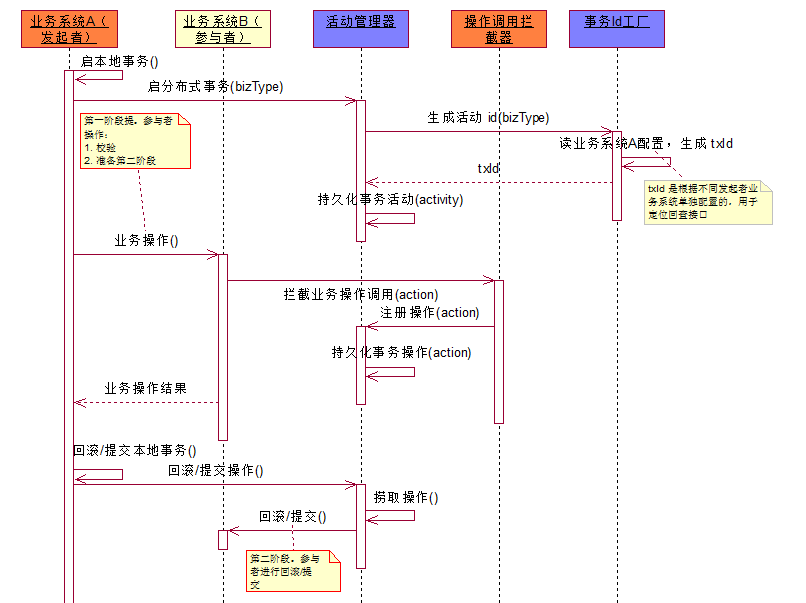 业务系统A（
发起者）
业务系统B（
参与者）
活动管理器
操作调用拦
截器
事务Id工厂
启本地事务()
启分布式事务(bizType)
第一阶段提，参与者
操作：
1. 校验
2. 准备第二阶段
生成活动 id(bizType)
读业务系统A配置，生成 txId
txId
txId 是根据不同发起者业
务系统单独配置的，用于
定位回查接口
持久化事务活动(activity)
业务操作()
拦截业务操作调用(action)
注册操作(action)
持久化事务操作(action)
业务操作结果
回滚/提交本地事务()
回滚/提交操作()
捞取操作()
回滚/提交()
第二阶段，参与
者进行回滚/提
交